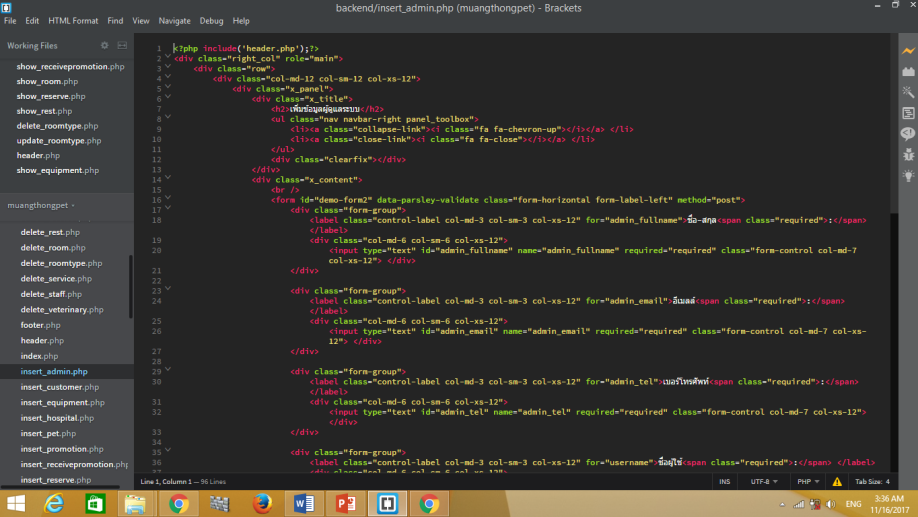 backend/insert_admin.php (muangthongpet) - Brackets
File Edit HTML Format Find View Navigate Debug Help
Working Files
show_receivepromotion.php
show_room.php
show_reserve.php
show_rest.php
delete_roomtype.php
update_roomtype.php
header.php
show_equipment.php
muangthongpet
delete_rest.php
delete_room.php
delete_roomtype.php
delete_service.php
delete_staff.php
delete_veterinary.php
footer.php
header.php
index.php
insert_admin.php
insert_customer.php
insert_equipment.php
insert_hospital.php
insert_pet.php
insert_promotion.php
insert_receivepromotion.php
insert_reserve.php
1 <?php include('header.php');?>
2 <div class="right_col" role="main">
3 <div class="row">
4 <div class="col-md-12 col-sm-12 col-xs-12">
5 <div class="x_panel">
6 <div class="x_title">
7 <h2>เพิ่มข้อมูลผู้ดูแลระบบ</h2>
8 <ul class="nav navbar-right panel_toolbox">
9 <li><a class="collapse-link"><i class="fa fa-chevron-up"></i></a> </li>
10 <li><a class="close-link"><i class="fa fa-close"></i></a> </li>
11 </ul>
12 <div class="clearfix"></div>
13 </div>
14 <div class="x_content">
15 <br />
16 <form id="demo-form2" data-parsley-validate class="form-horizontal form-label-left" method="post">
17 <div class="form-group">
18 <label class="control-label col-md-3 col-sm-3 col-xs-12" for="admin_fullname">ชื่อ-สกุล<span class="required">:</span>
</label>
19 <div class="col-md-6 col-sm-6 col-xs-12">
20 <input type="text" id="admin_fullname" name="admin_fullname" required="required" class="form-control col-md-7
col-xs-12"> </div>
21 </div>
22
23 <div class="form-group">
24 <label class="control-label col-md-3 col-sm-3 col-xs-12" for="admin_email">อีเมลล์<span class="required">:</span>
</label>
25 <div class="col-md-6 col-sm-6 col-xs-12">
26 <input type="text" id="admin_email" name="admin_email" required="required" class="form-control col-md-7 col-xs-
12"> </div>
27 </div>
28
29 <div class="form-group">
30 <label class="control-label col-md-3 col-sm-3 col-xs-12" for="admin_tel">เบอร์โทรศัพท์<span class="required">:</span>
</label>
31 <div class="col-md-6 col-sm-6 col-xs-12">
32 <input type="text" id="admin_tel" name="admin_tel" required="required" class="form-control col-md-7 col-xs-12">
</div>
33 </div>
34
35 <div class="form-group">
36 <label class="control-label col-md-3 col-sm-3 col-xs-12" for="username">ชื่อผู้ใช้<span class="required">:</span> </label>
37 <div class="col-md-6 col-sm-6 col-xs-12">
Line 1, Column 1 — 96 Lines
INS UTF-8 PHP Tab Size: 4
ENG
3:36 AM
11/16/2017